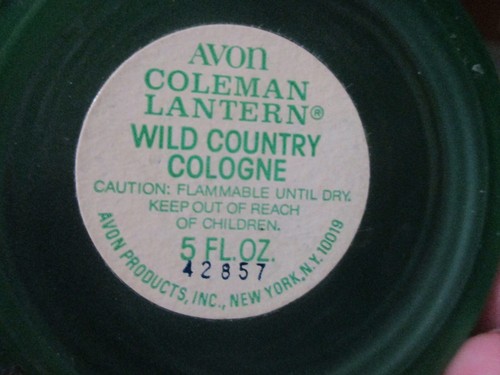 AVON
COLEMAN
LANTERN®
WILD COUNTRY
COLOGNE
CAUTION: FLAMMABLE UNTIL DRY.
KEEP OUT OF REACH
OF CHILDREN.
5 FL. OZ.
42857
AVON PRODUCTS, INC., NEW YORK, N.Y. 10019